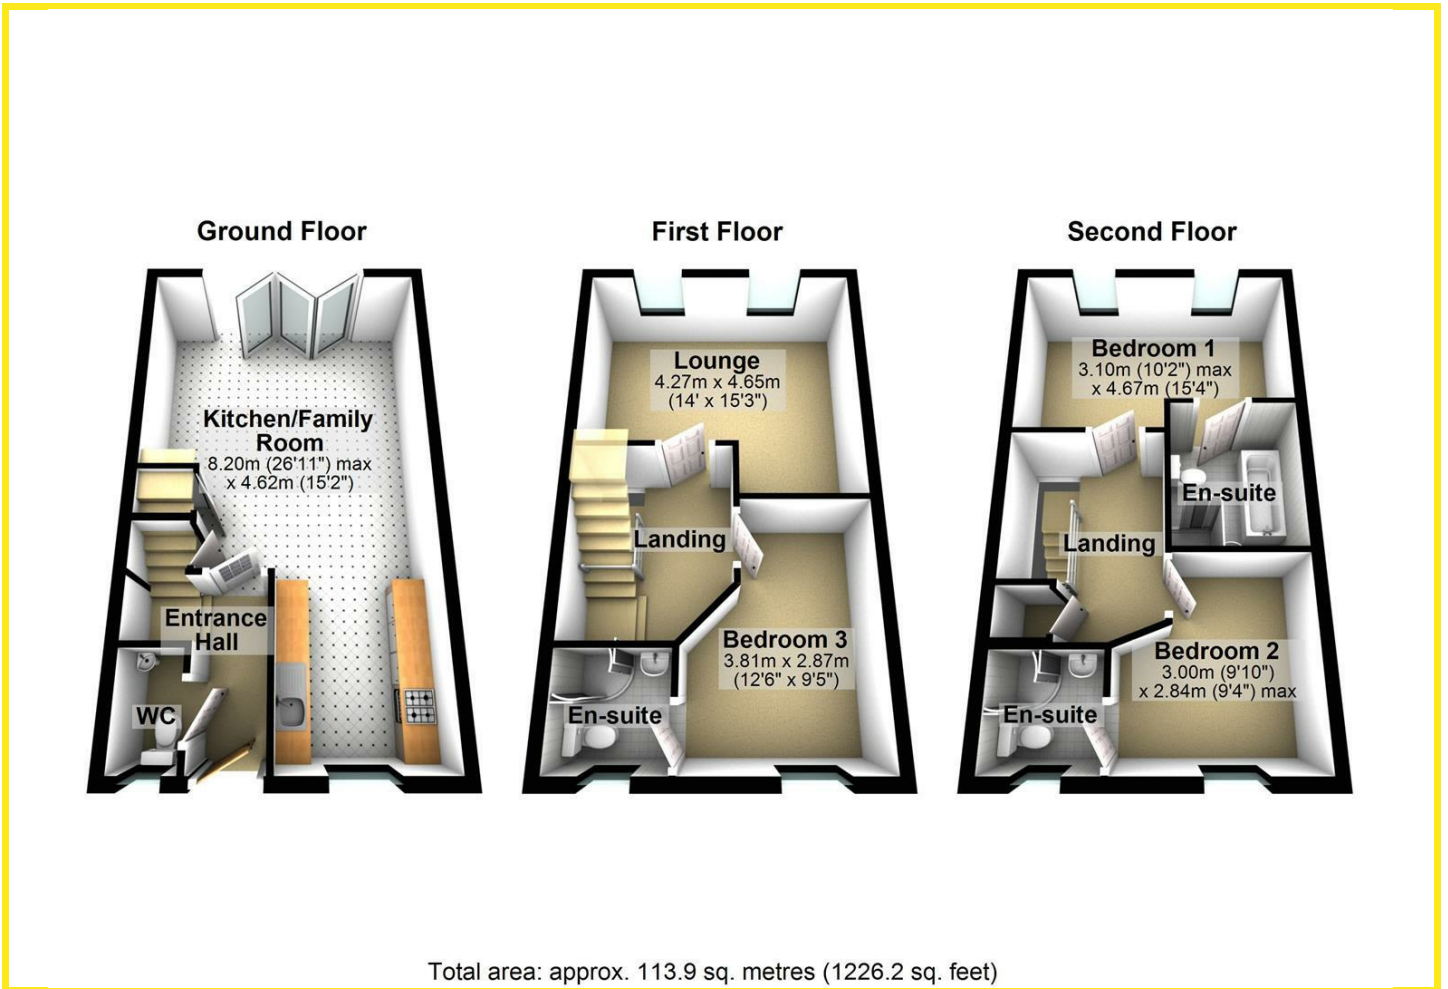 Ground Floor
Kitchen/Family
Room
8.20m (26'11") max
x 4.62m (15'2")
Entrance
Hall
WC
First Floor
Lounge
4.27m x 4.65m
(14' x 15'3")
Landing
Bedroom 3
3.81m x 2.87m
(12'6" x 9'5")
En-suite
Second Floor
Bedroom 1
3.10m (10'2") max
x 4.67m (15'4")
En-suite
Landing
Bedroom 2
3.00m (9'10")
x 2.84m (9'4") max
En-suite
Total area: approx. 113.9 sq. metres (1226.2 sq. feet)